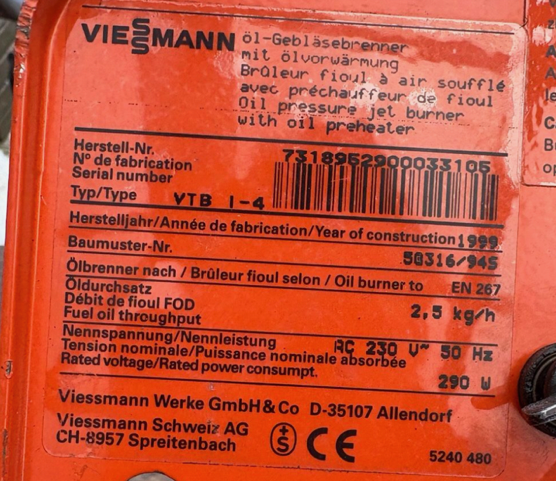 VIESSMANN
öl-Gebläsebrenner
mit ölvorwärmung
Brûleur fioul à air soufflé
avec préchauffeur de fioul
Oil pressure jet burner
with oil preheater
Herstell-Nr.
N° de fabrication
Serial number
7318952900033105
Typ/Type VTB I-4
Herstelljahr/Année de fabrication/Year of construction 1999
Baumuster-Nr. 5G316/94S
Ölbrenner nach / Brûleur fioul selon / Oil burner to EN 267
Öldurchsatz
Débit de fioul FOD
Fuel oil throughput
2,5 kg/h
Nennspannung/Nennleistung
Tension nominale/Puissance nominale absorbée
Rated voltage/Rated power consumpt.
AC 230 V~ 50 Hz
290 W
Viessmann Werke GmbH & Co D-35107 Allendorf
Viessmann Schweiz AG
CH-8957 Spreitenbach
+S CE
5240 480